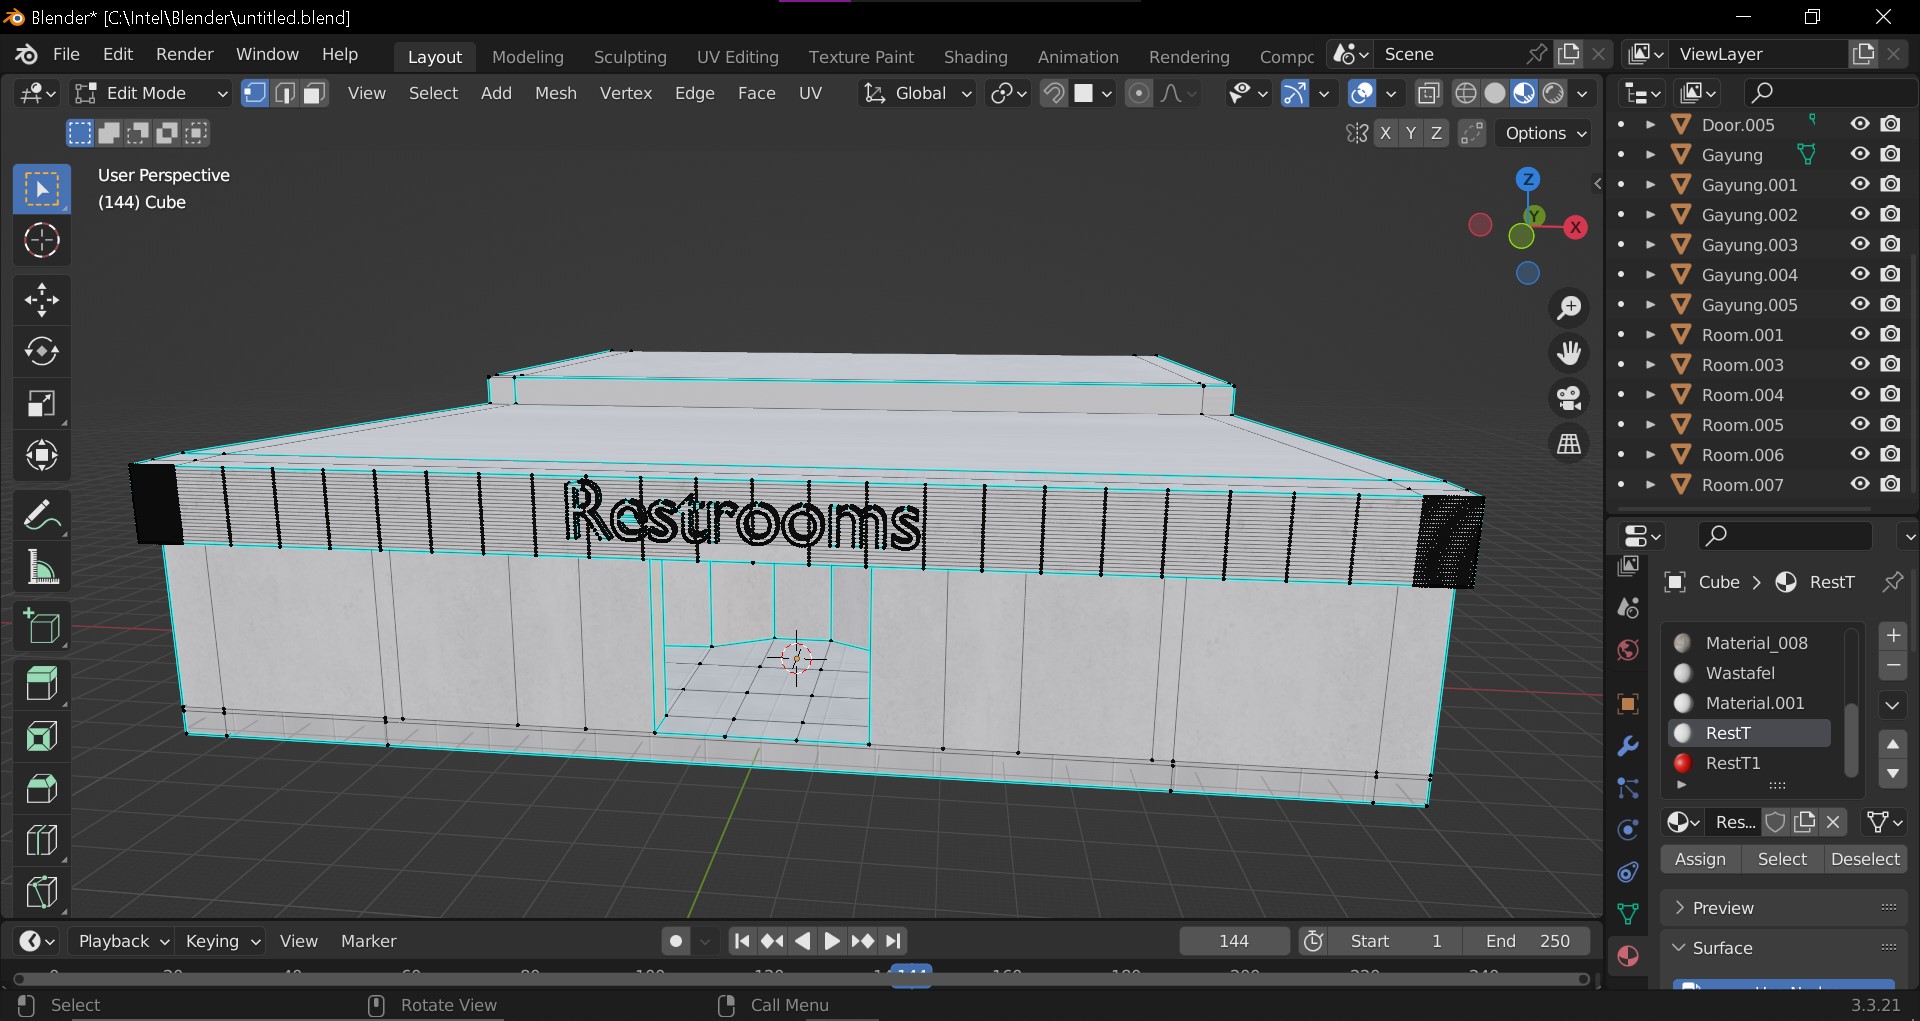 Blender* [C:\Intel\Blender\untitled.blend]
File Edit Render Window Help Layout Modeling Sculpting UV Editing Texture Paint Shading Animation Rendering Compc Scene ViewLayer
Edit Mode View Select Add Mesh Vertex Edge Face UV Global
X Y Z Options
User Perspective
(144) Cube
Z
Y
X
Restrooms
Door.005
Gayung
Gayung.001
Gayung.002
Gayung.003
Gayung.004
Gayung.005
Room.001
Room.003
Room.004
Room.005
Room.006
Room.007
Cube > RestT
Material_008
Wastafel
Material.001
RestT
RestT1
Res...
Assign Select Deselect
Preview
Surface
Playback Keying View Marker 144 Start 1 End 250
144
Select Rotate View Call Menu 3.3.21